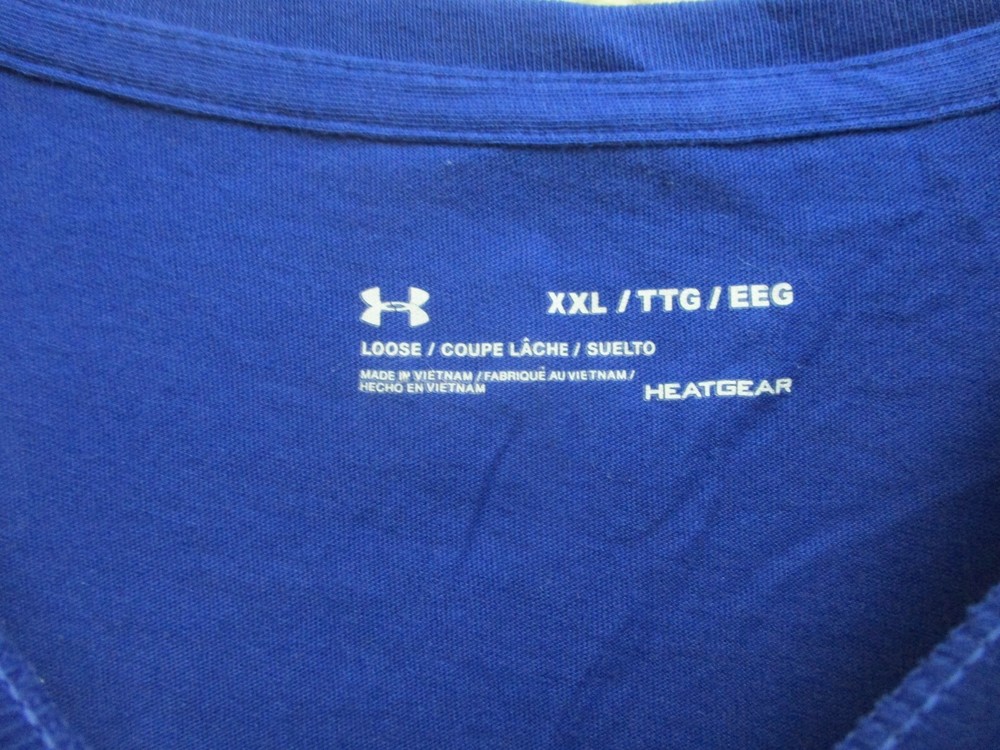 XXL / TTG / EEG
LOOSE / COUPE LÂCHE / SUELTO
MADE IN VIETNAM / FABRIQUÉ AU VIETNAM /
HECHO EN VIETNAM
HEATGEAR